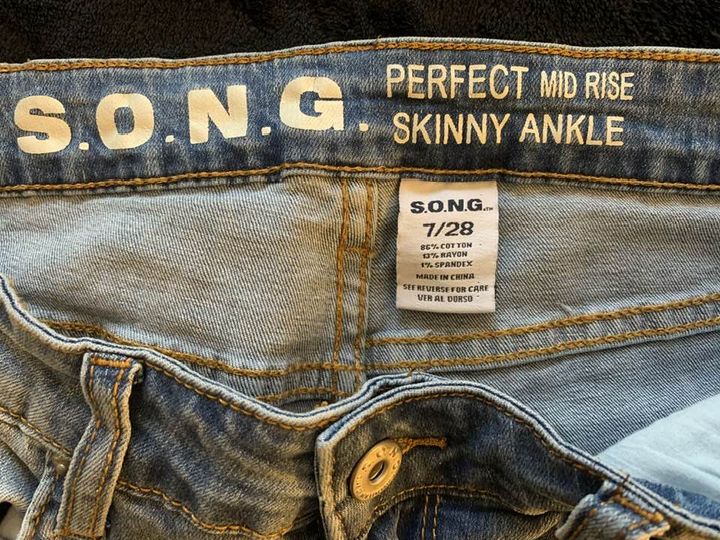 S.O.N.G.
PERFECT MID RISE
SKINNY ANKLE
S.O.N.G.™
7/28
86% COTTON
13% RAYON
1% SPANDEX
MADE IN CHINA
SEE REVERSE FOR CARE
VER AL DORSO